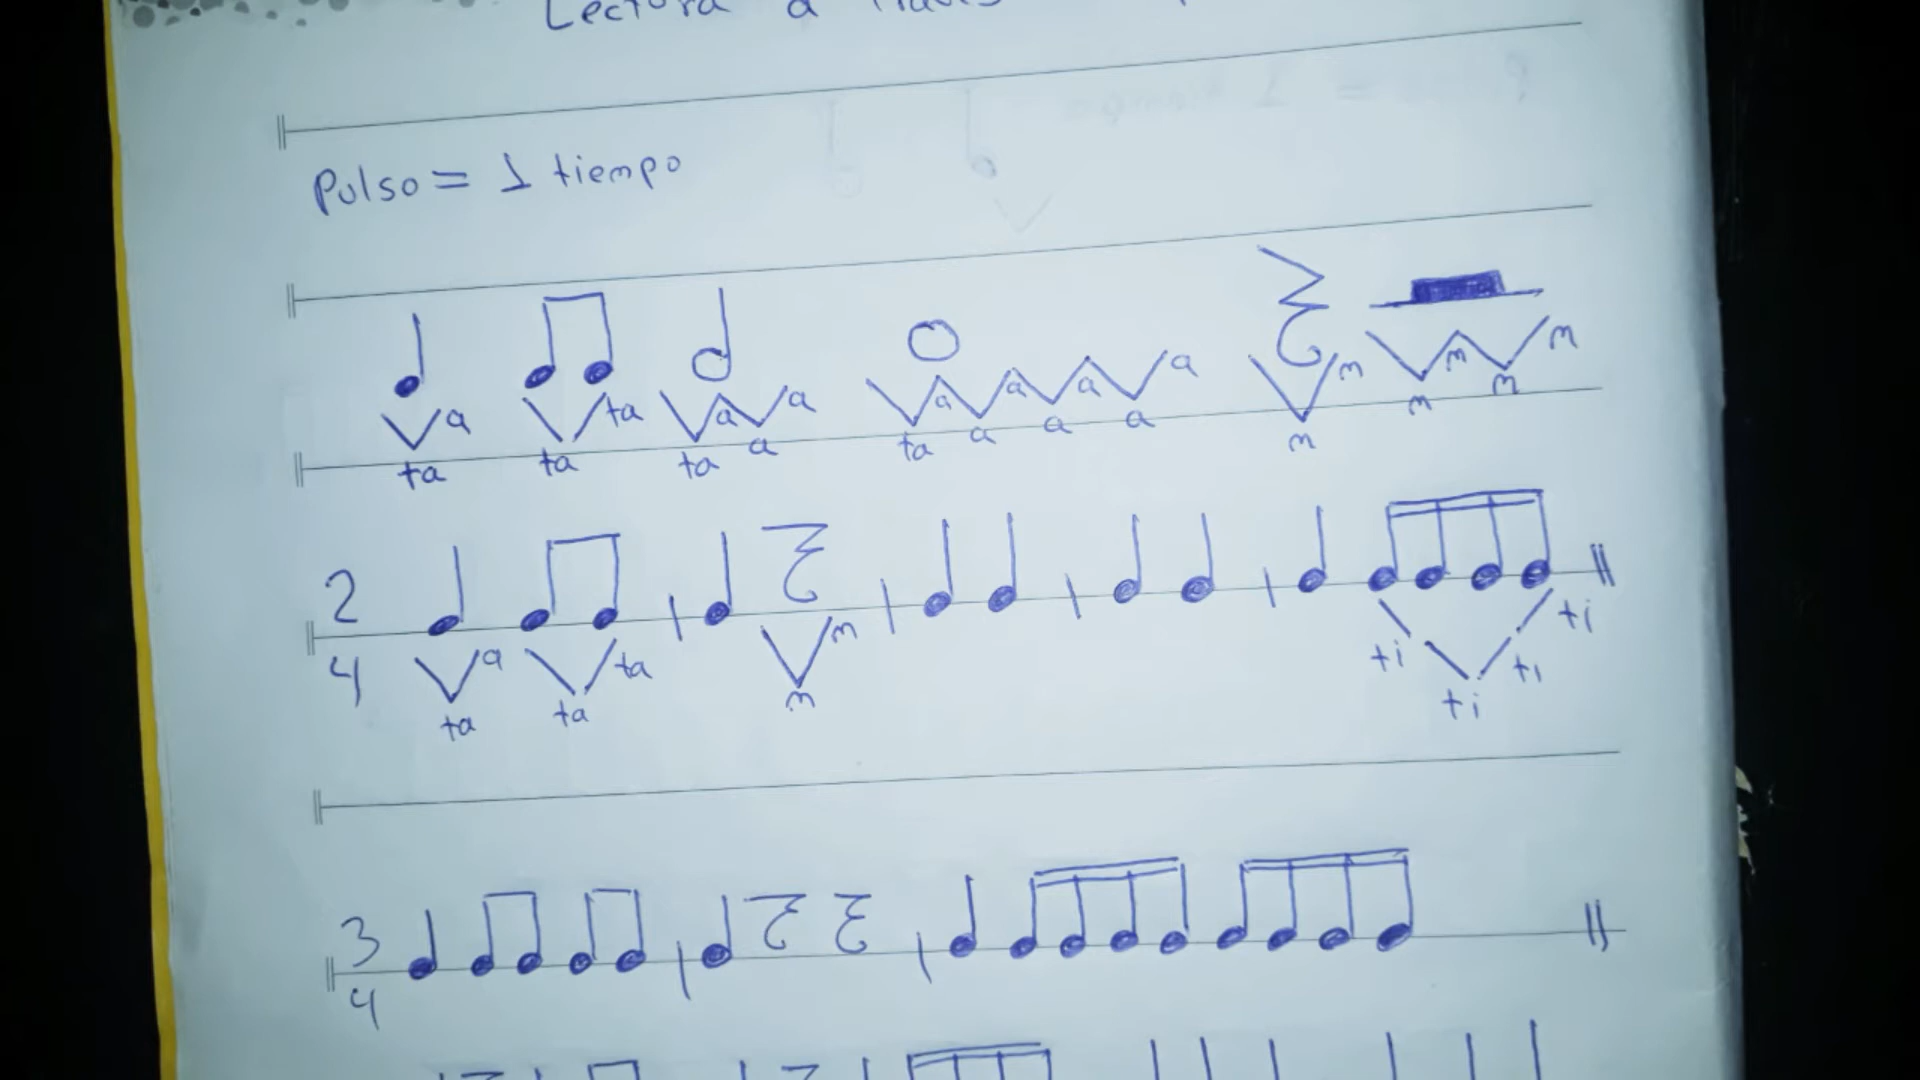 Lectura a
Pulso = 1 tiempo
a ta a a a a a a m m m
ta ta ta a ta a a a m m m
2
4
a ta m ti ti
ta ta m ti ti
3
4